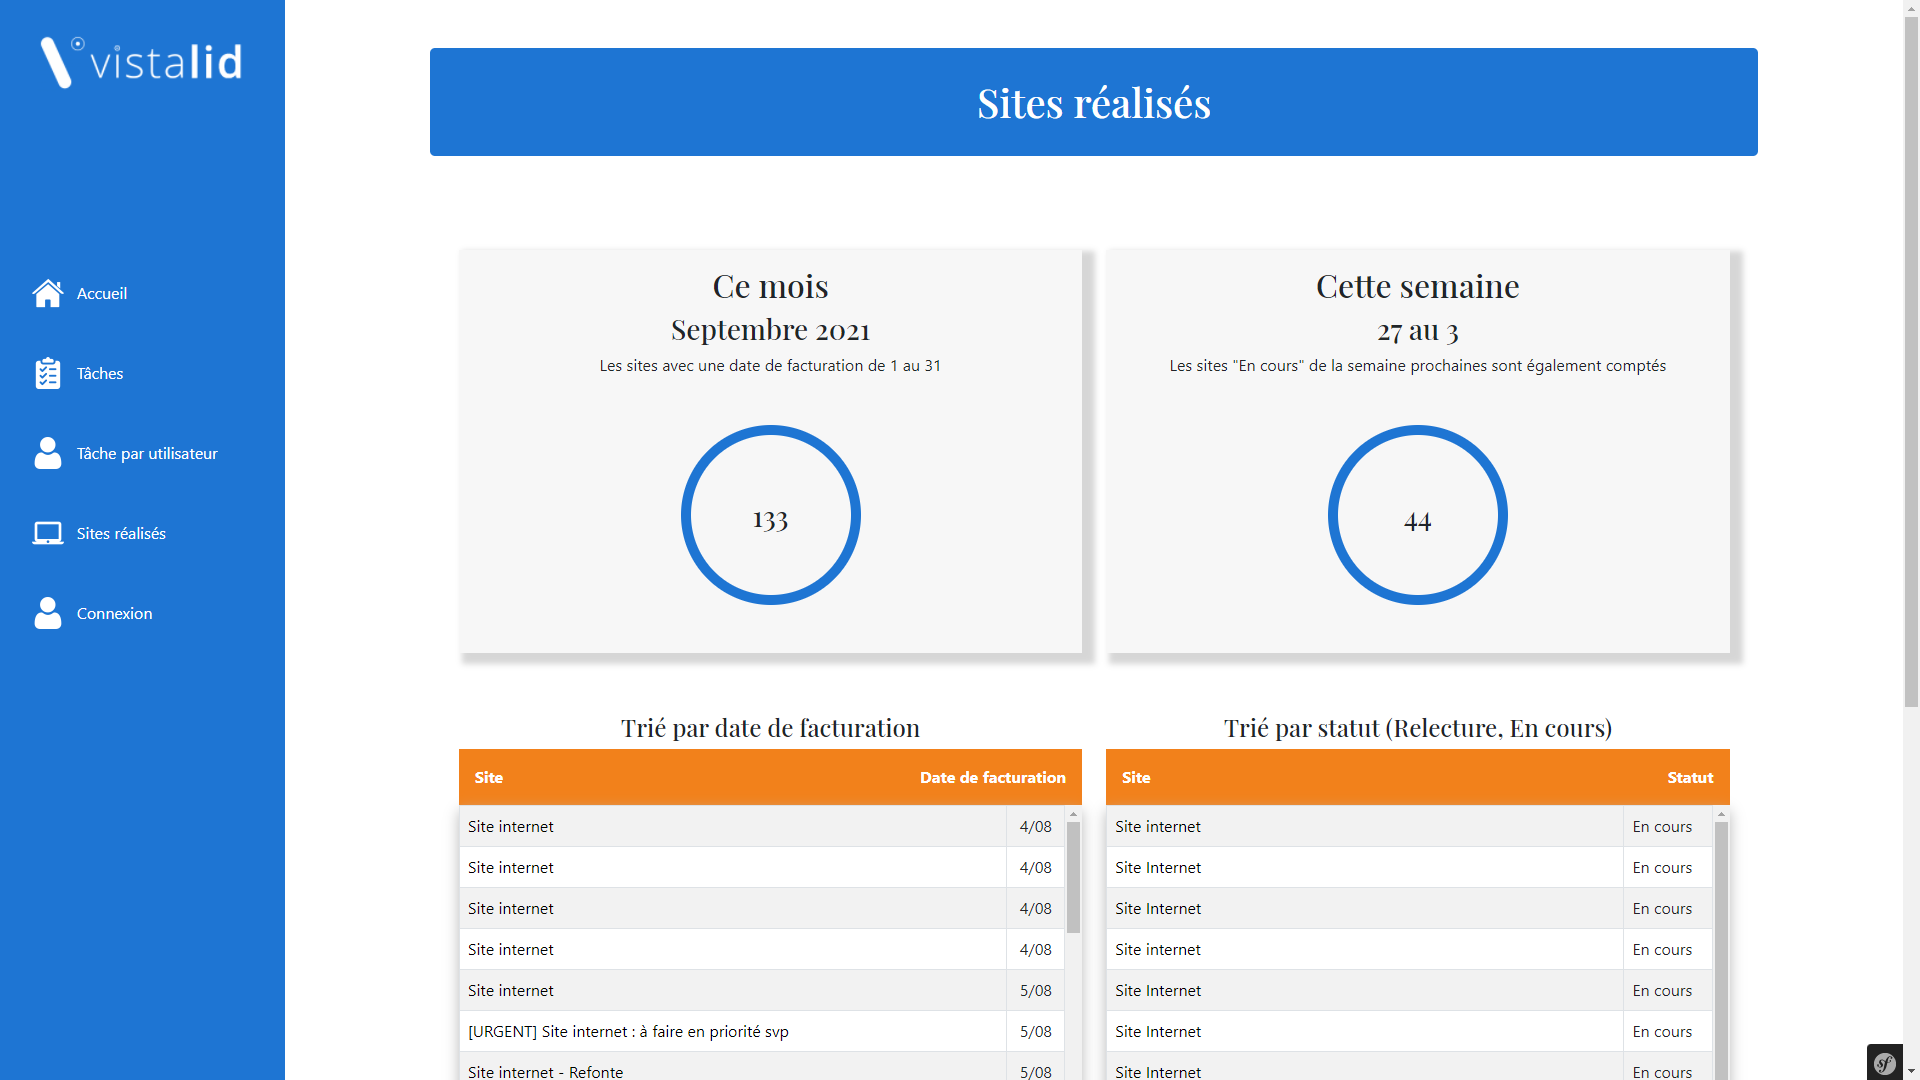 vistalid
Accueil
Tâches
Tâche par utilisateur
Sites réalisés
Connexion
Sites réalisés
Ce mois
Septembre 2021
Les sites avec une date de facturation de 1 au 31
133
Cette semaine
27 au 3
Les sites "En cours" de la semaine prochaines sont également comptés
44
Trié par date de facturation
Site Date de facturation
Site internet 4/08
Site internet 4/08
Site internet 4/08
Site internet 4/08
Site internet 5/08
[URGENT] Site internet : à faire en priorité svp 5/08
Site internet - Refonte 5/08
Trié par statut (Relecture, En cours)
Site Statut
Site internet En cours
Site Internet En cours
Site Internet En cours
Site internet En cours
Site Internet En cours
Site Internet En cours
Site Internet En cours
sf